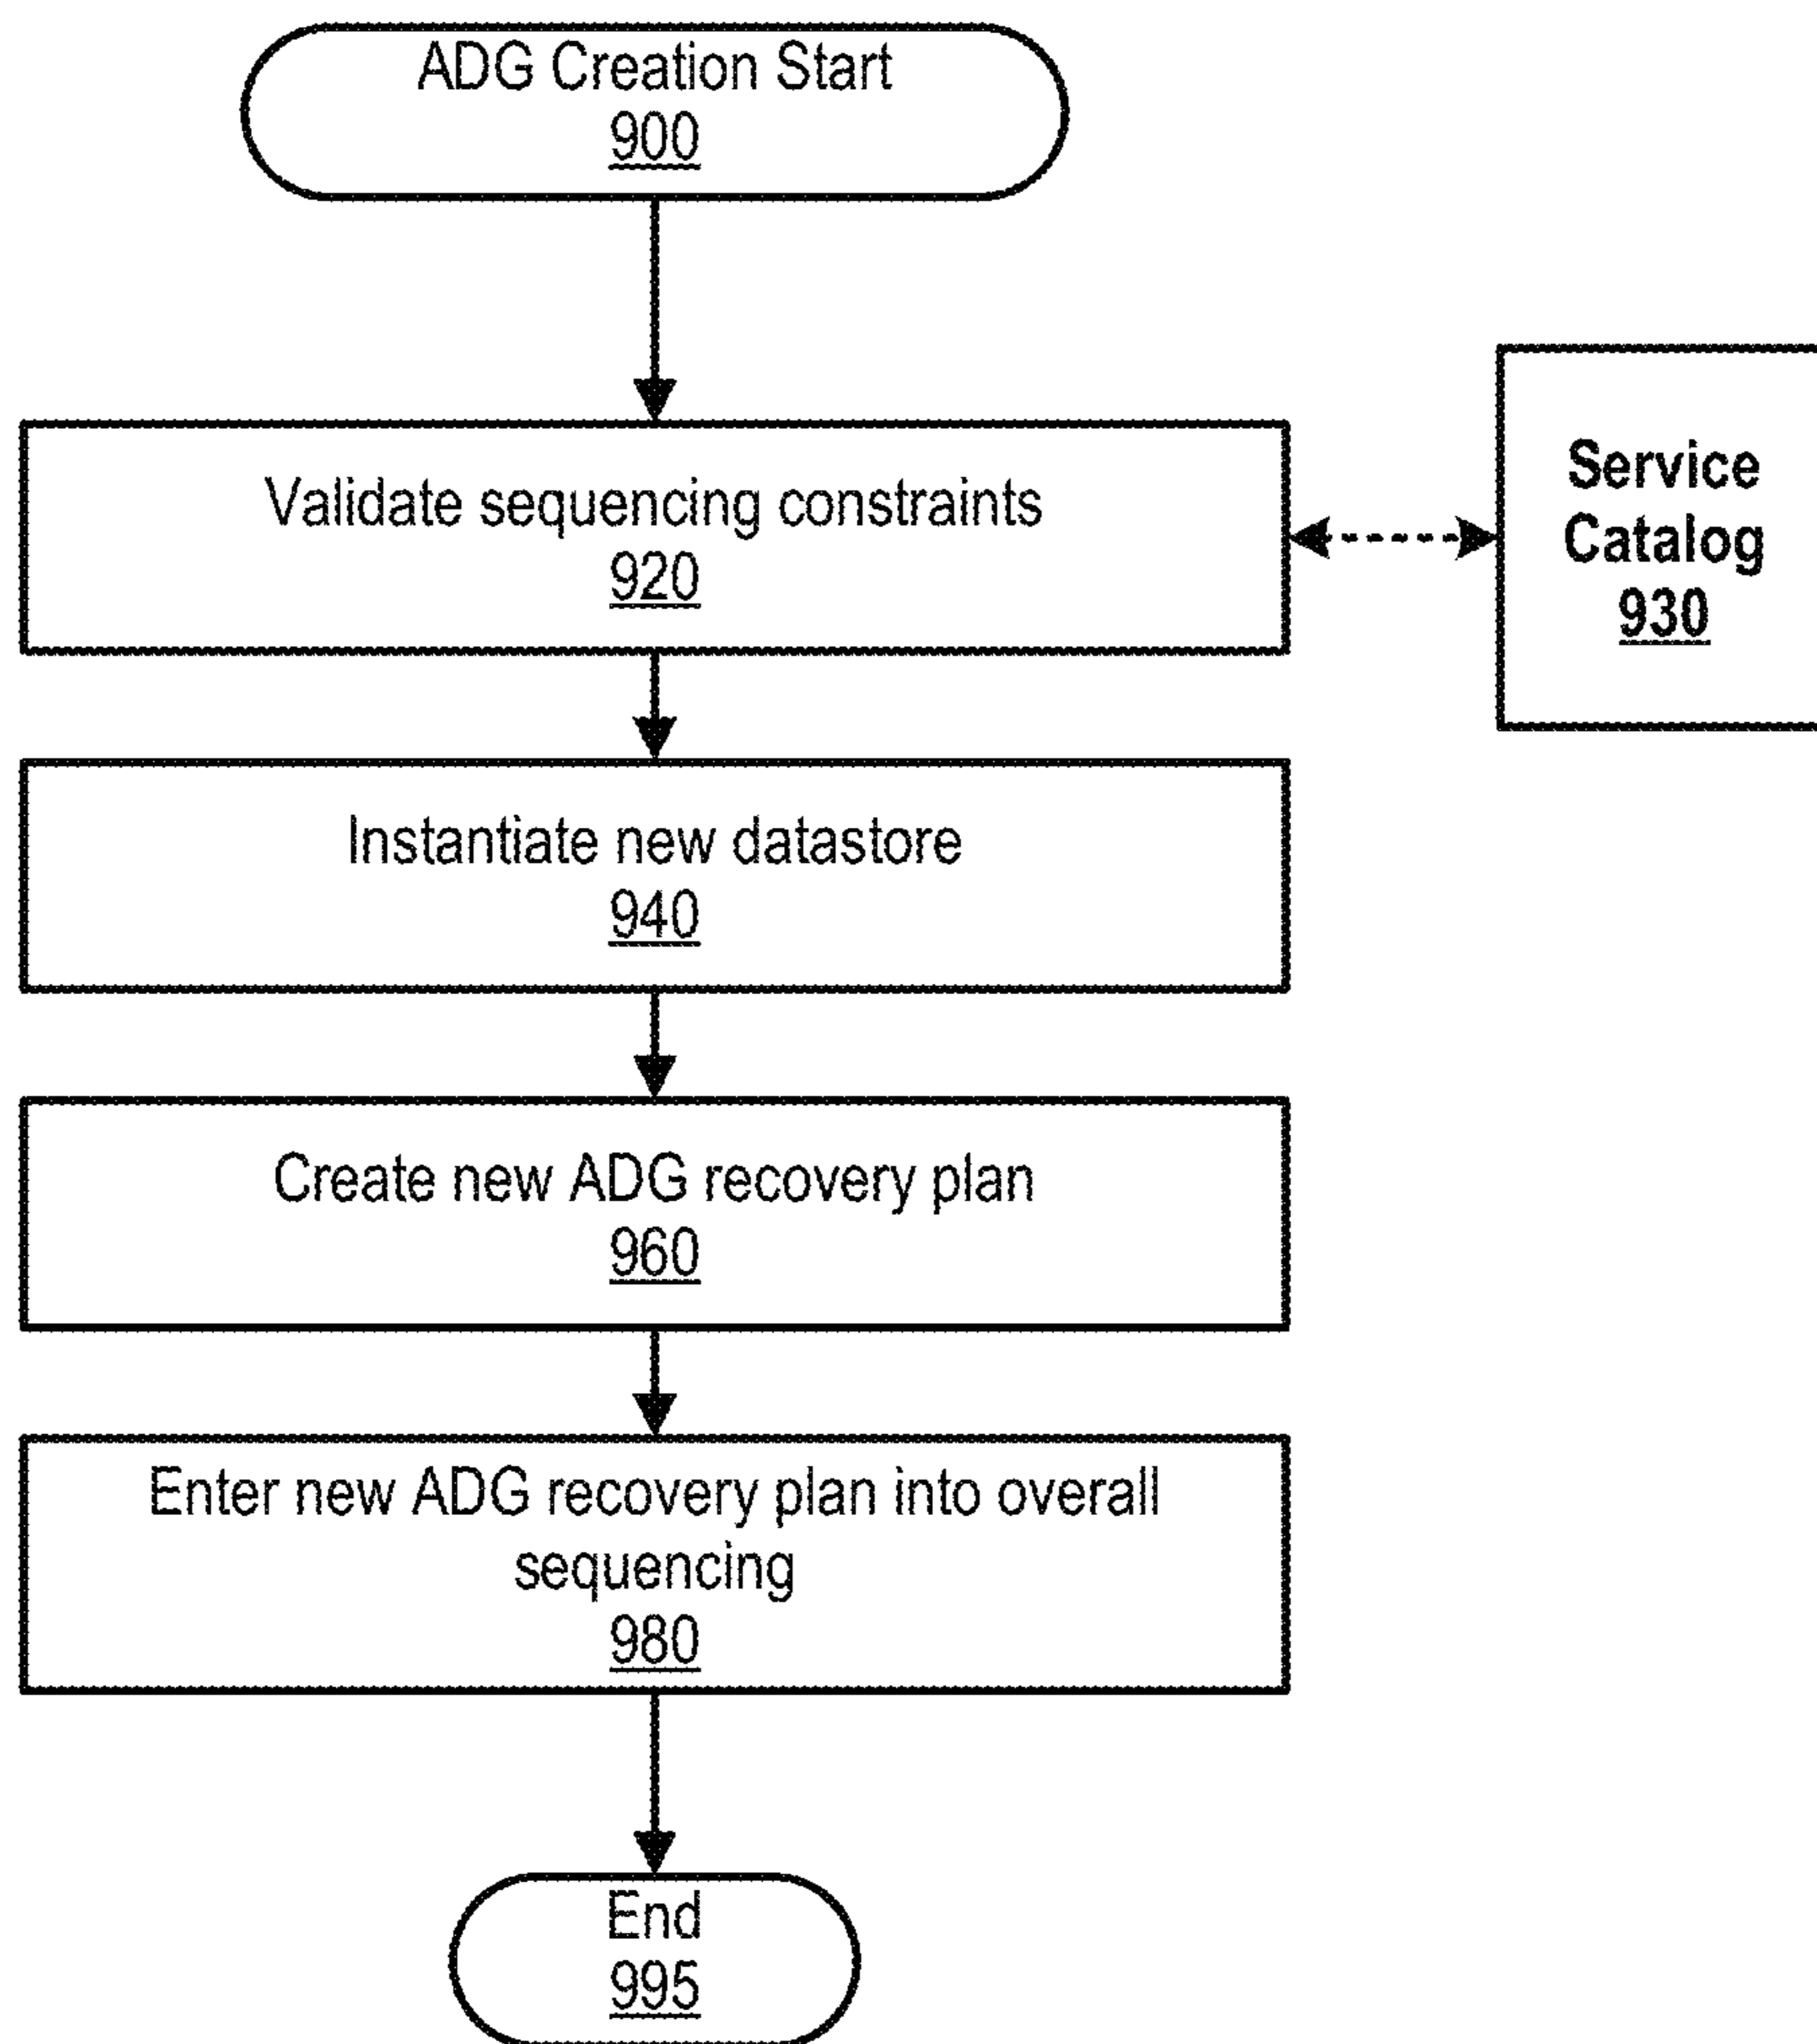 ADG Creation Start
900
Validate sequencing constraints
920
Service
Catalog
930
Instantiate new datastore
940
Create new ADG recovery plan
960
Enter new ADG recovery plan into overall
sequencing
980
End
995